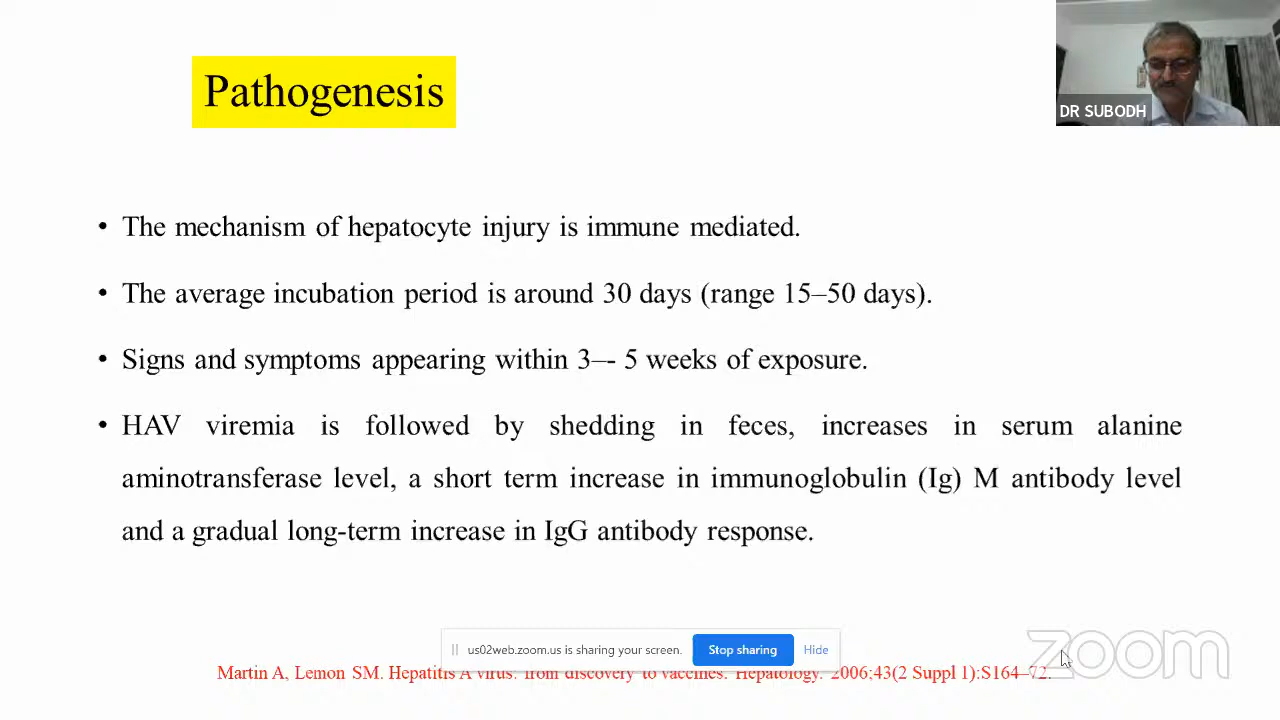 Pathogenesis
DR SUBODH
• The mechanism of hepatocyte injury is immune mediated.
• The average incubation period is around 30 days (range 15–50 days).
• Signs and symptoms appearing within 3–- 5 weeks of exposure.
• HAV viremia is followed by shedding in feces, increases in serum alanine
aminotransferase level, a short term increase in immunoglobulin (Ig) M antibody level
and a gradual long-term increase in IgG antibody response.
us02web.zoom.us is sharing your screen. Stop sharing Hide
Martin A, Lemon SM. Hepatitis A virus: from discovery to vaccines. Hepatology. 2006;43(2 Suppl 1):S164–72.
zoom